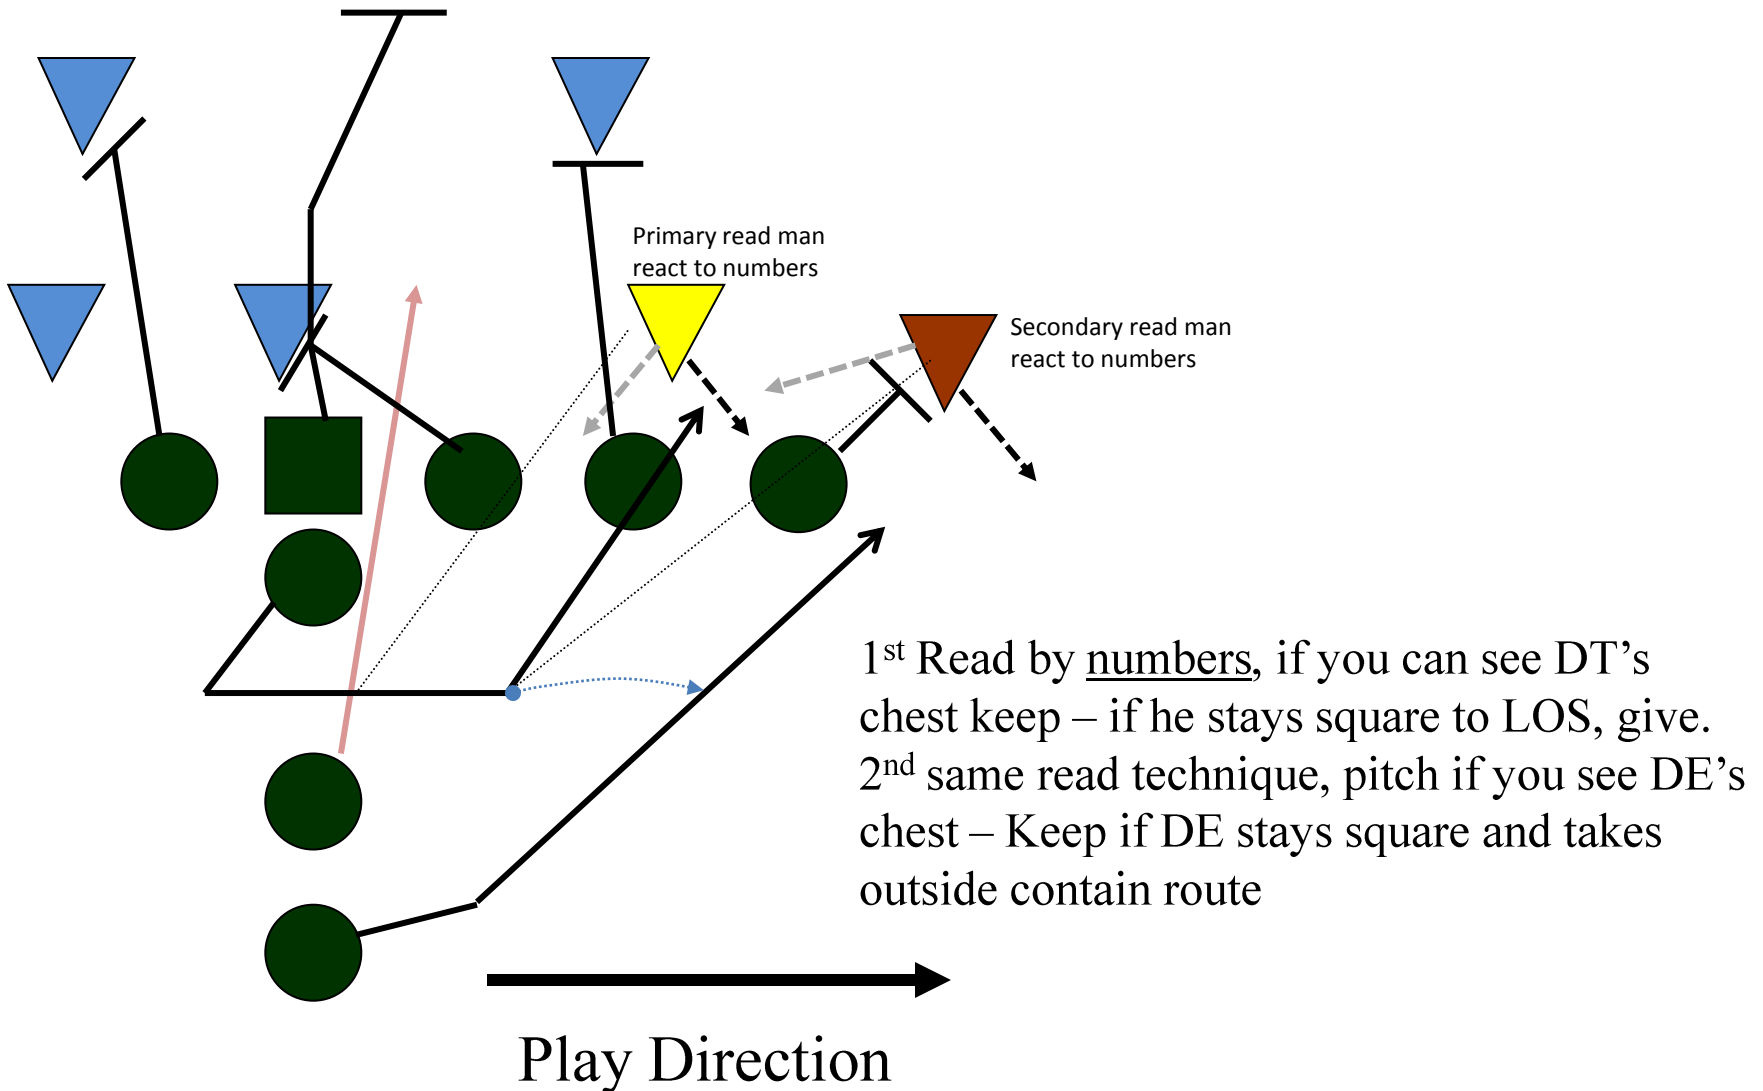 Primary read man
react to numbers
Secondary read man
react to numbers
1st Read by numbers, if you can see DT’s
chest keep – if he stays square to LOS, give.
2nd same read technique, pitch if you see DE’s
chest – Keep if DE stays square and takes
outside contain route
Play Direction